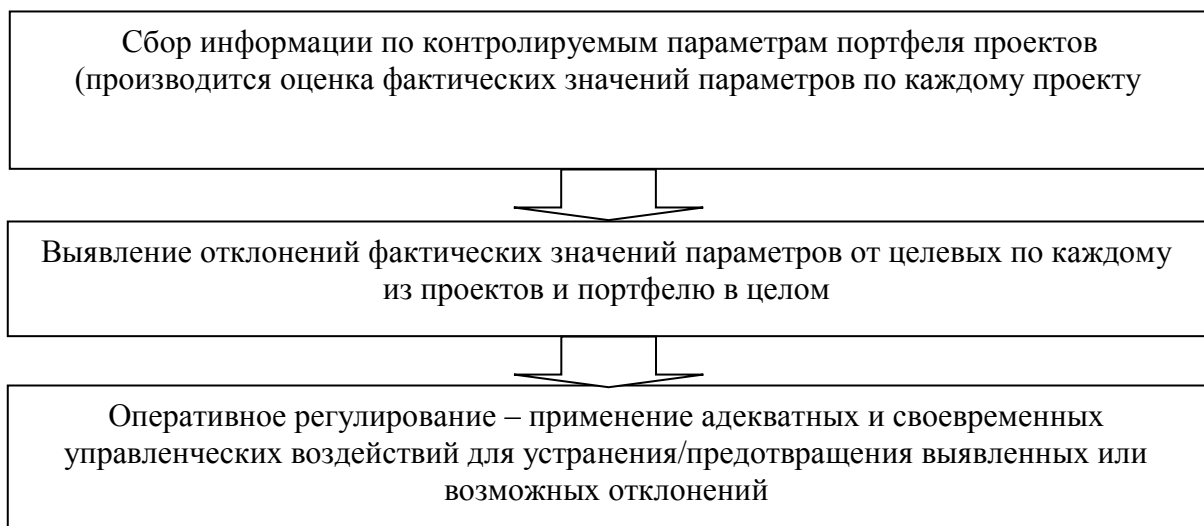 Сбор информации по контролируемым параметрам портфеля проектов
(производится оценка фактических значений параметров по каждому проекту
Выявление отклонений фактических значений параметров от целевых по каждому
из проектов и портфелю в целом
Оперативное регулирование – применение адекватных и своевременных
управленческих воздействий для устранения/предотвращения выявленных или
возможных отклонений